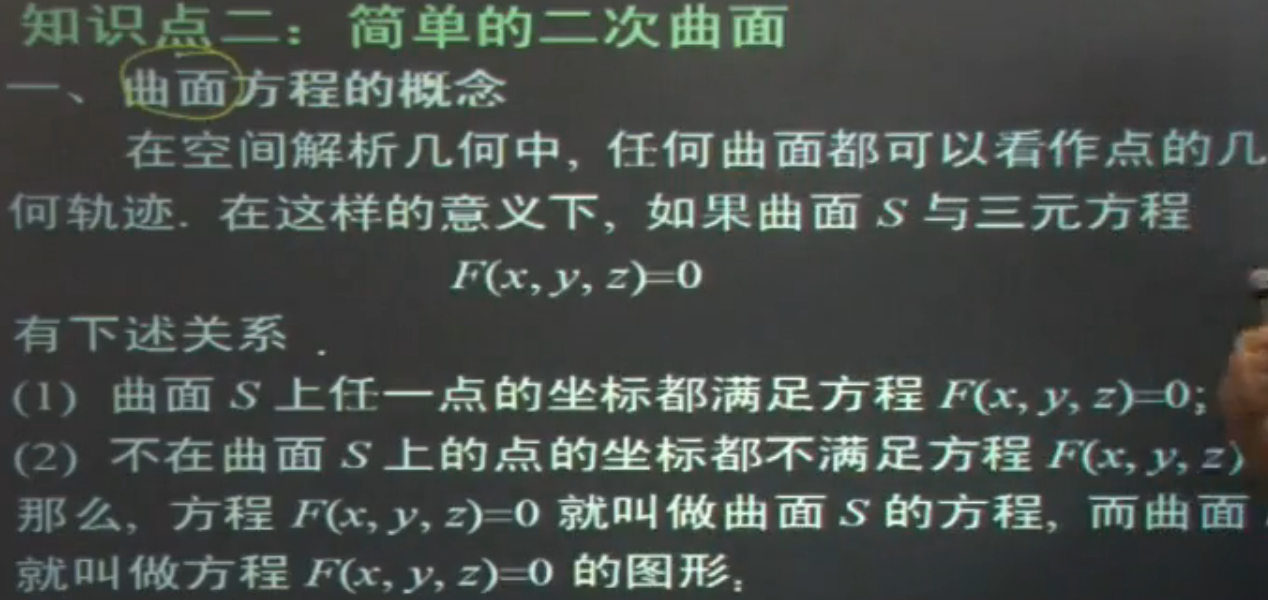 知识点二：简单的二次曲面
一、曲面方程的概念
在空间解析几何中, 任何曲面都可以看作点的几
何轨迹. 在这样的意义下, 如果曲面 S 与三元方程
F(x, y, z)=0
有下述关系 .
(1) 曲面 S 上任一点的坐标都满足方程 F(x, y, z)=0;
(2) 不在曲面 S 上的点的坐标都不满足方程 F(x, y, z)
那么, 方程 F(x, y, z)=0 就叫做曲面 S 的方程, 而曲面
就叫做方程 F(x, y, z)=0 的图形.